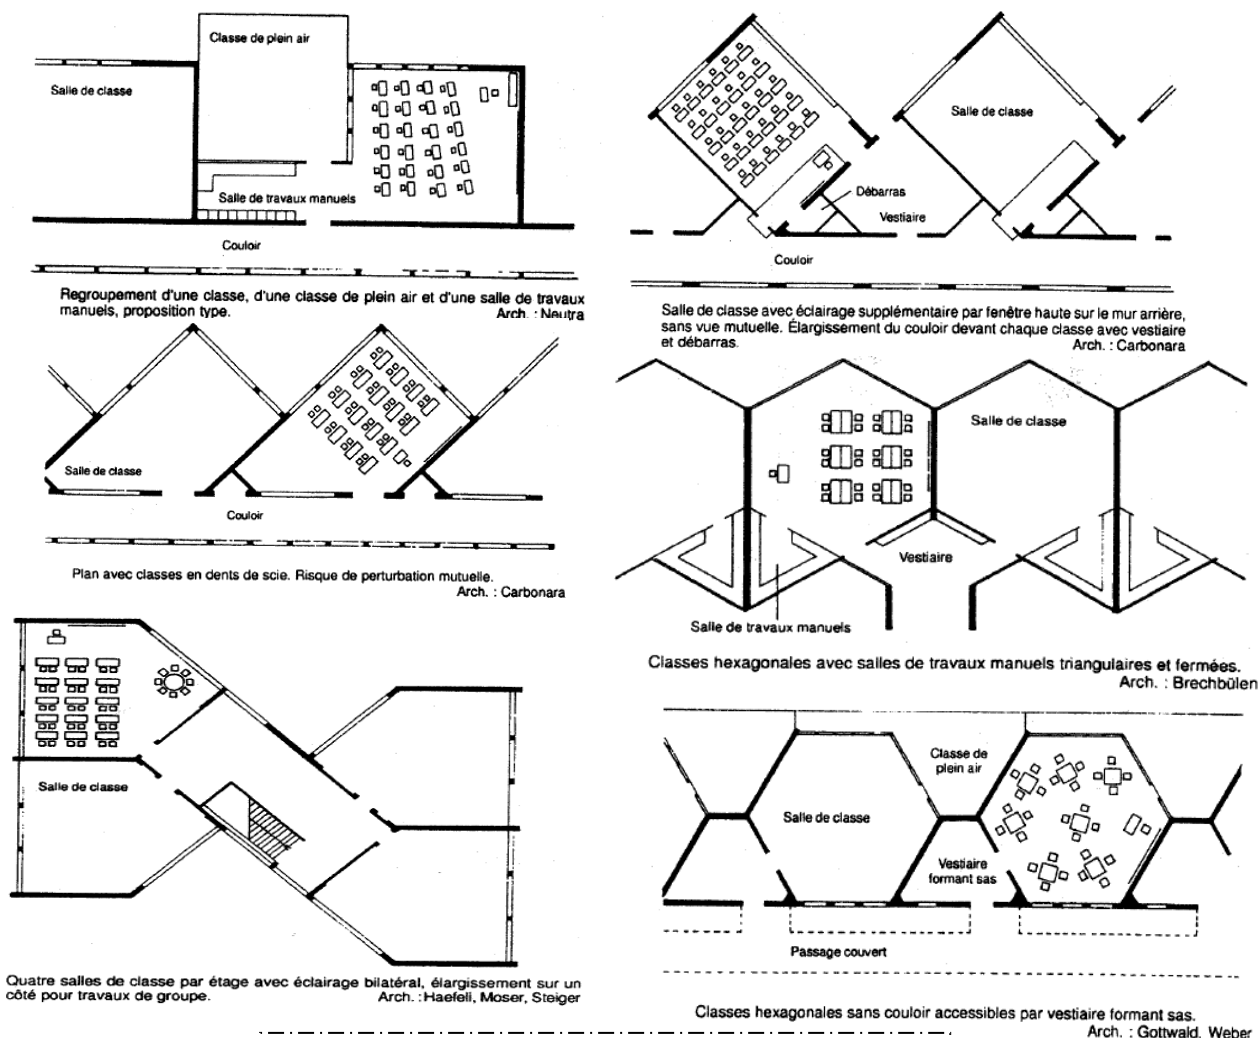 Classe de plein air
Salle de classe
Salle de travaux manuels
Couloir
Regroupement d'une classe, d'une classe de plein air et d'une salle de travaux
manuels, proposition type.
Arch. : Neutra
Salle de classe
Débarras
Vestiaire
Couloir
Salle de classe avec éclairage supplémentaire par fenêtre haute sur le mur arrière,
sans vue mutuelle. Élargissement du couloir devant chaque classe avec vestiaire
et débarras.
Arch. : Carbonara
Salle de classe
Couloir
Plan avec classes en dents de scie. Risque de perturbation mutuelle.
Arch. : Carbonara
Salle de classe
Vestiaire
Salle de travaux manuels
Classes hexagonales avec salles de travaux manuels triangulaires et fermées.
Arch. : Brechbülen
Salle de classe
Quatre salles de classe par étage avec éclairage bilatéral, élargissement sur un
côté pour travaux de groupe.
Arch. : Haefeli, Moser, Steiger
Classe de
plein air
Salle de classe
Vestiaire
formant sas
Passage couvert
Classes hexagonales sans couloir accessibles par vestiaire formant sas.
Arch. : Gottwald, Weber